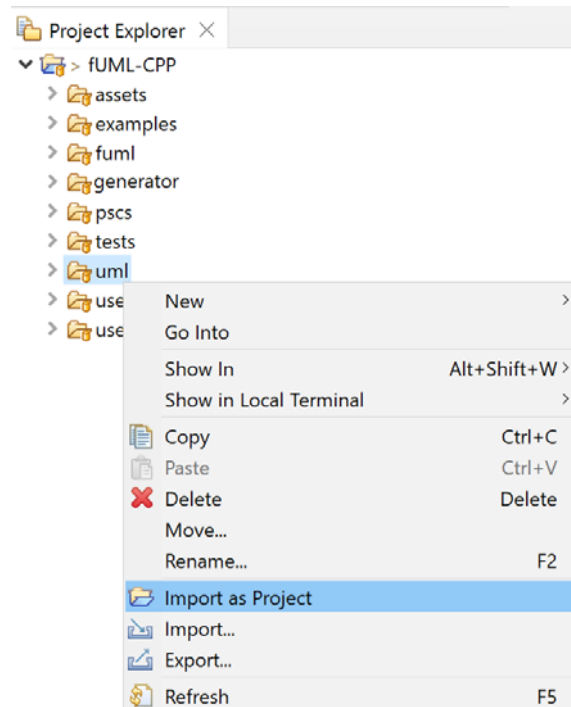 Project Explorer
> fUML-CPP
assets
examples
fuml
generator
pscs
tests
uml
use
use
New
Go Into
Show In Alt+Shift+W
Show in Local Terminal
Copy Ctrl+C
Paste Ctrl+V
Delete Delete
Move...
Rename... F2
Import as Project
Import...
Export...
Refresh F5